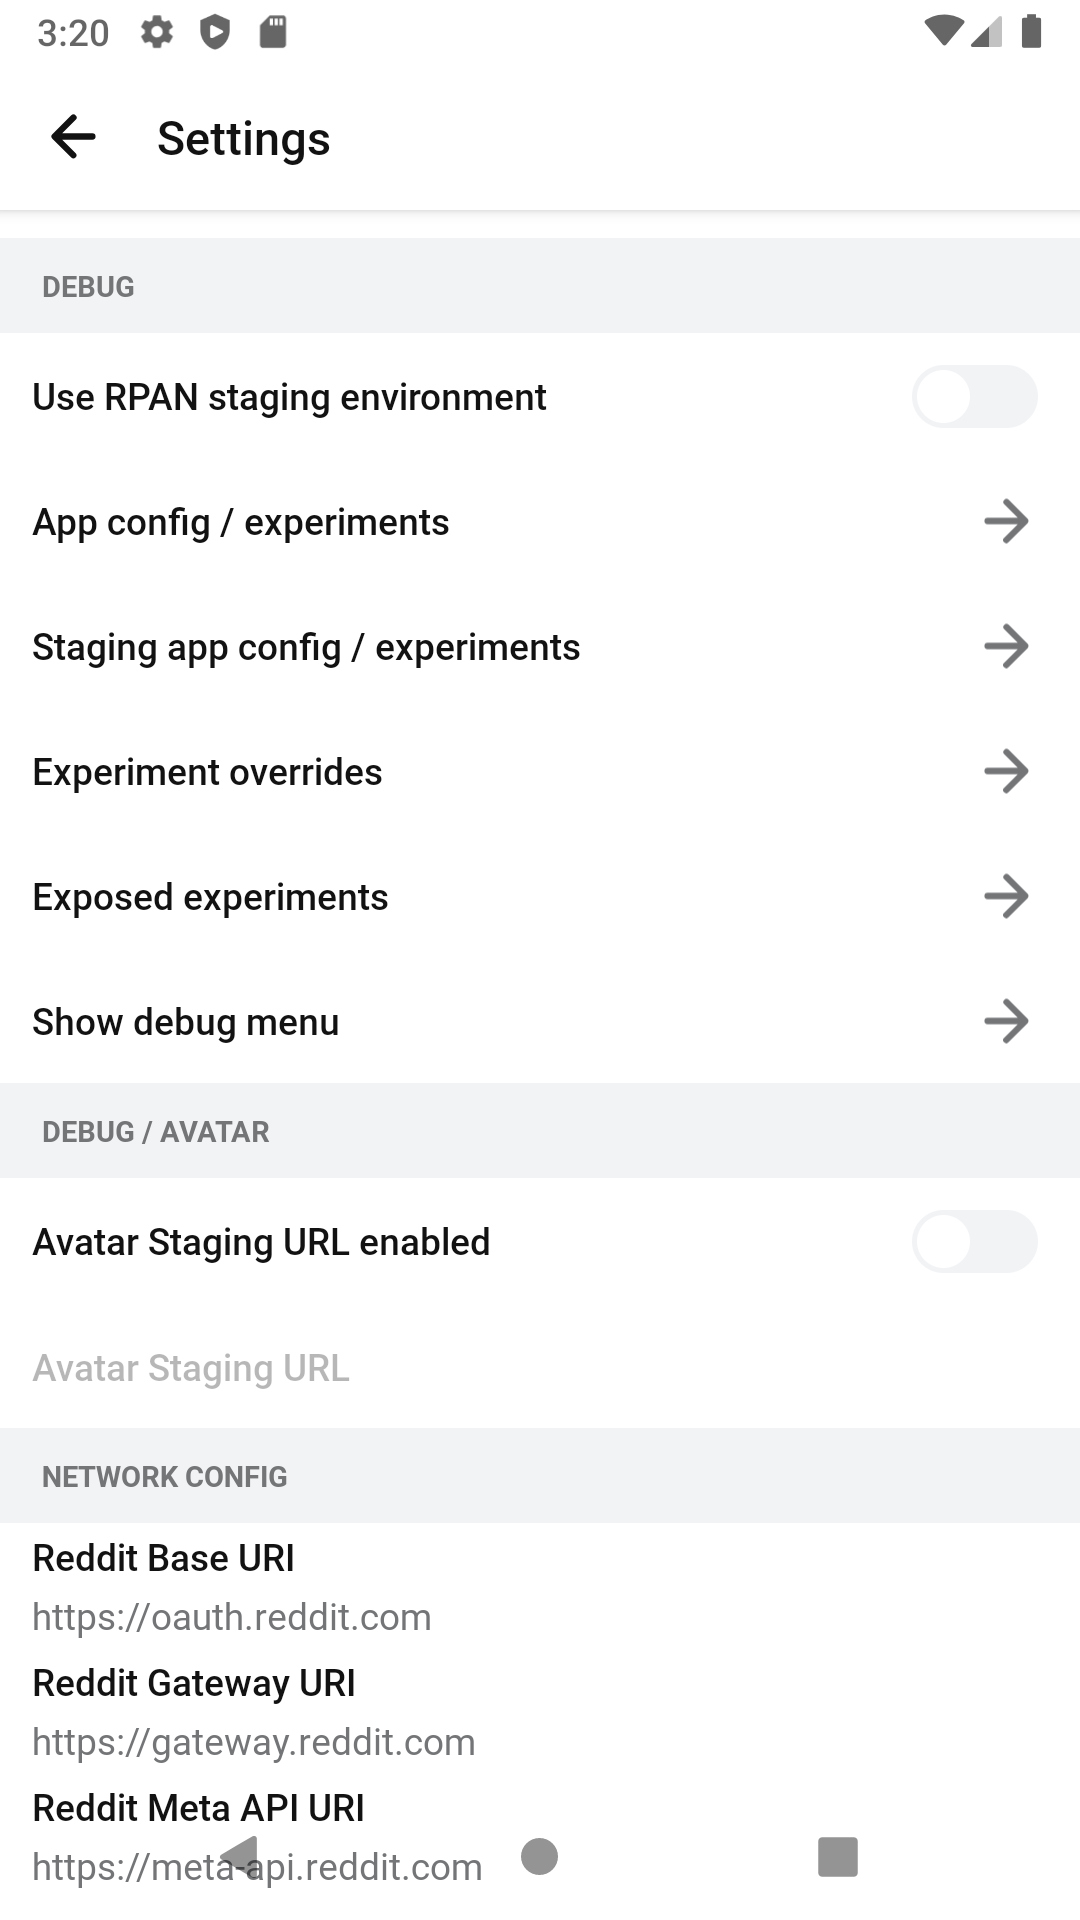 3:20
Settings
DEBUG
Use RPAN staging environment
App config / experiments
Staging app config / experiments
Experiment overrides
Exposed experiments
Show debug menu
DEBUG / AVATAR
Avatar Staging URL enabled
Avatar Staging URL
NETWORK CONFIG
Reddit Base URI
https://oauth.reddit.com
Reddit Gateway URI
https://gateway.reddit.com
Reddit Meta API URI
https://meta-api.reddit.com